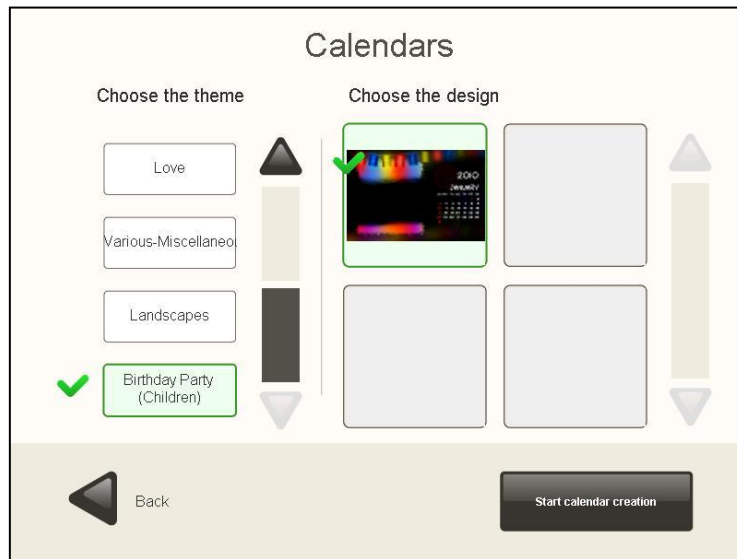 Calendars
Choose the theme
Choose the design
Love
Various-Miscellaneo
Landscapes
Birthday Party
(Children)
2010
JANUARY
Back
Start calendar creation